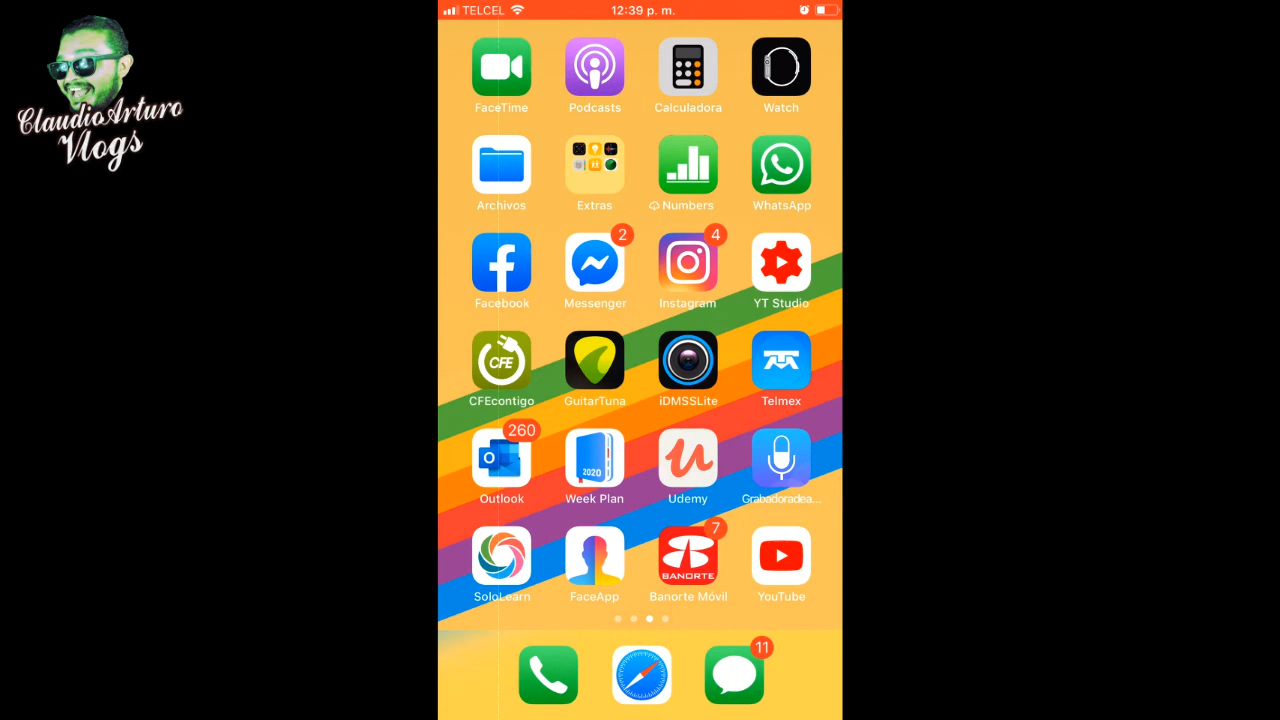 ClaudioArturo
Vlogs
TELCEL 12:39 p. m.
FaceTime Podcasts Calculadora Watch
Archivos Extras Numbers WhatsApp
2 4
Facebook Messenger Instagram YT Studio
CFE
CFEcontigo GuitarTuna iDMSSLite Telmex
260
O 2020
Outlook Week Plan Udemy Grabadoradea...
7
BANORTE
SoloLearn FaceApp Banorte Móvil YouTube
11